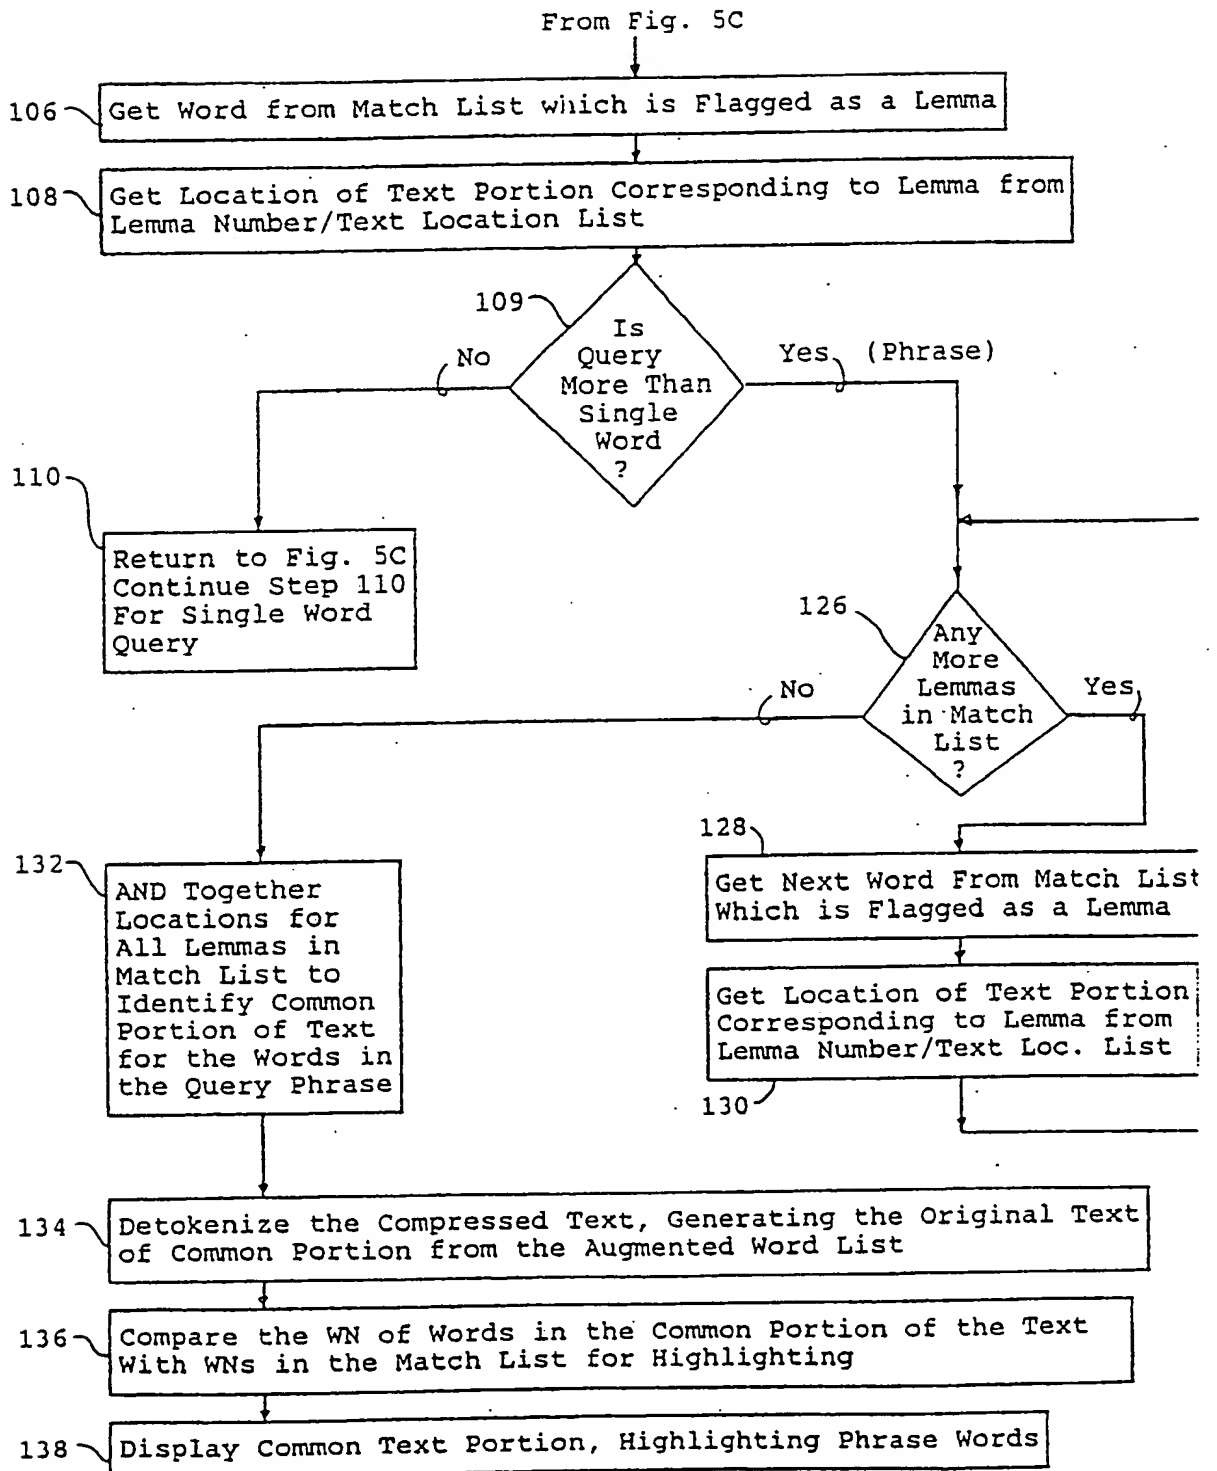 From Fig. 5C
106
Get Word from Match List which is Flagged as a Lemma
108
Get Location of Text Portion Corresponding to Lemma from
Lemma Number/Text Location List
109
Is
Query
More Than
Single
Word
?
No
Yes (Phrase)
110
Return to Fig. 5C
Continue Step 110
For Single Word
Query
126
Any
More
Lemmas
in Match
List
?
No
Yes
128
Get Next Word From Match List
Which is Flagged as a Lemma
132
AND Together
Locations for
All Lemmas in
Match List to
Identify Common
Portion of Text
for the Words in
the Query Phrase
Get Location of Text Portion
Corresponding to Lemma from
Lemma Number/Text Loc. List
130
134
Detokenize the Compressed Text, Generating the Original Text
of Common Portion from the Augmented Word List
136
Compare the WN of Words in the Common Portion of the Text
With WNs in the Match List for Highlighting
138
Display Common Text Portion, Highlighting Phrase Words